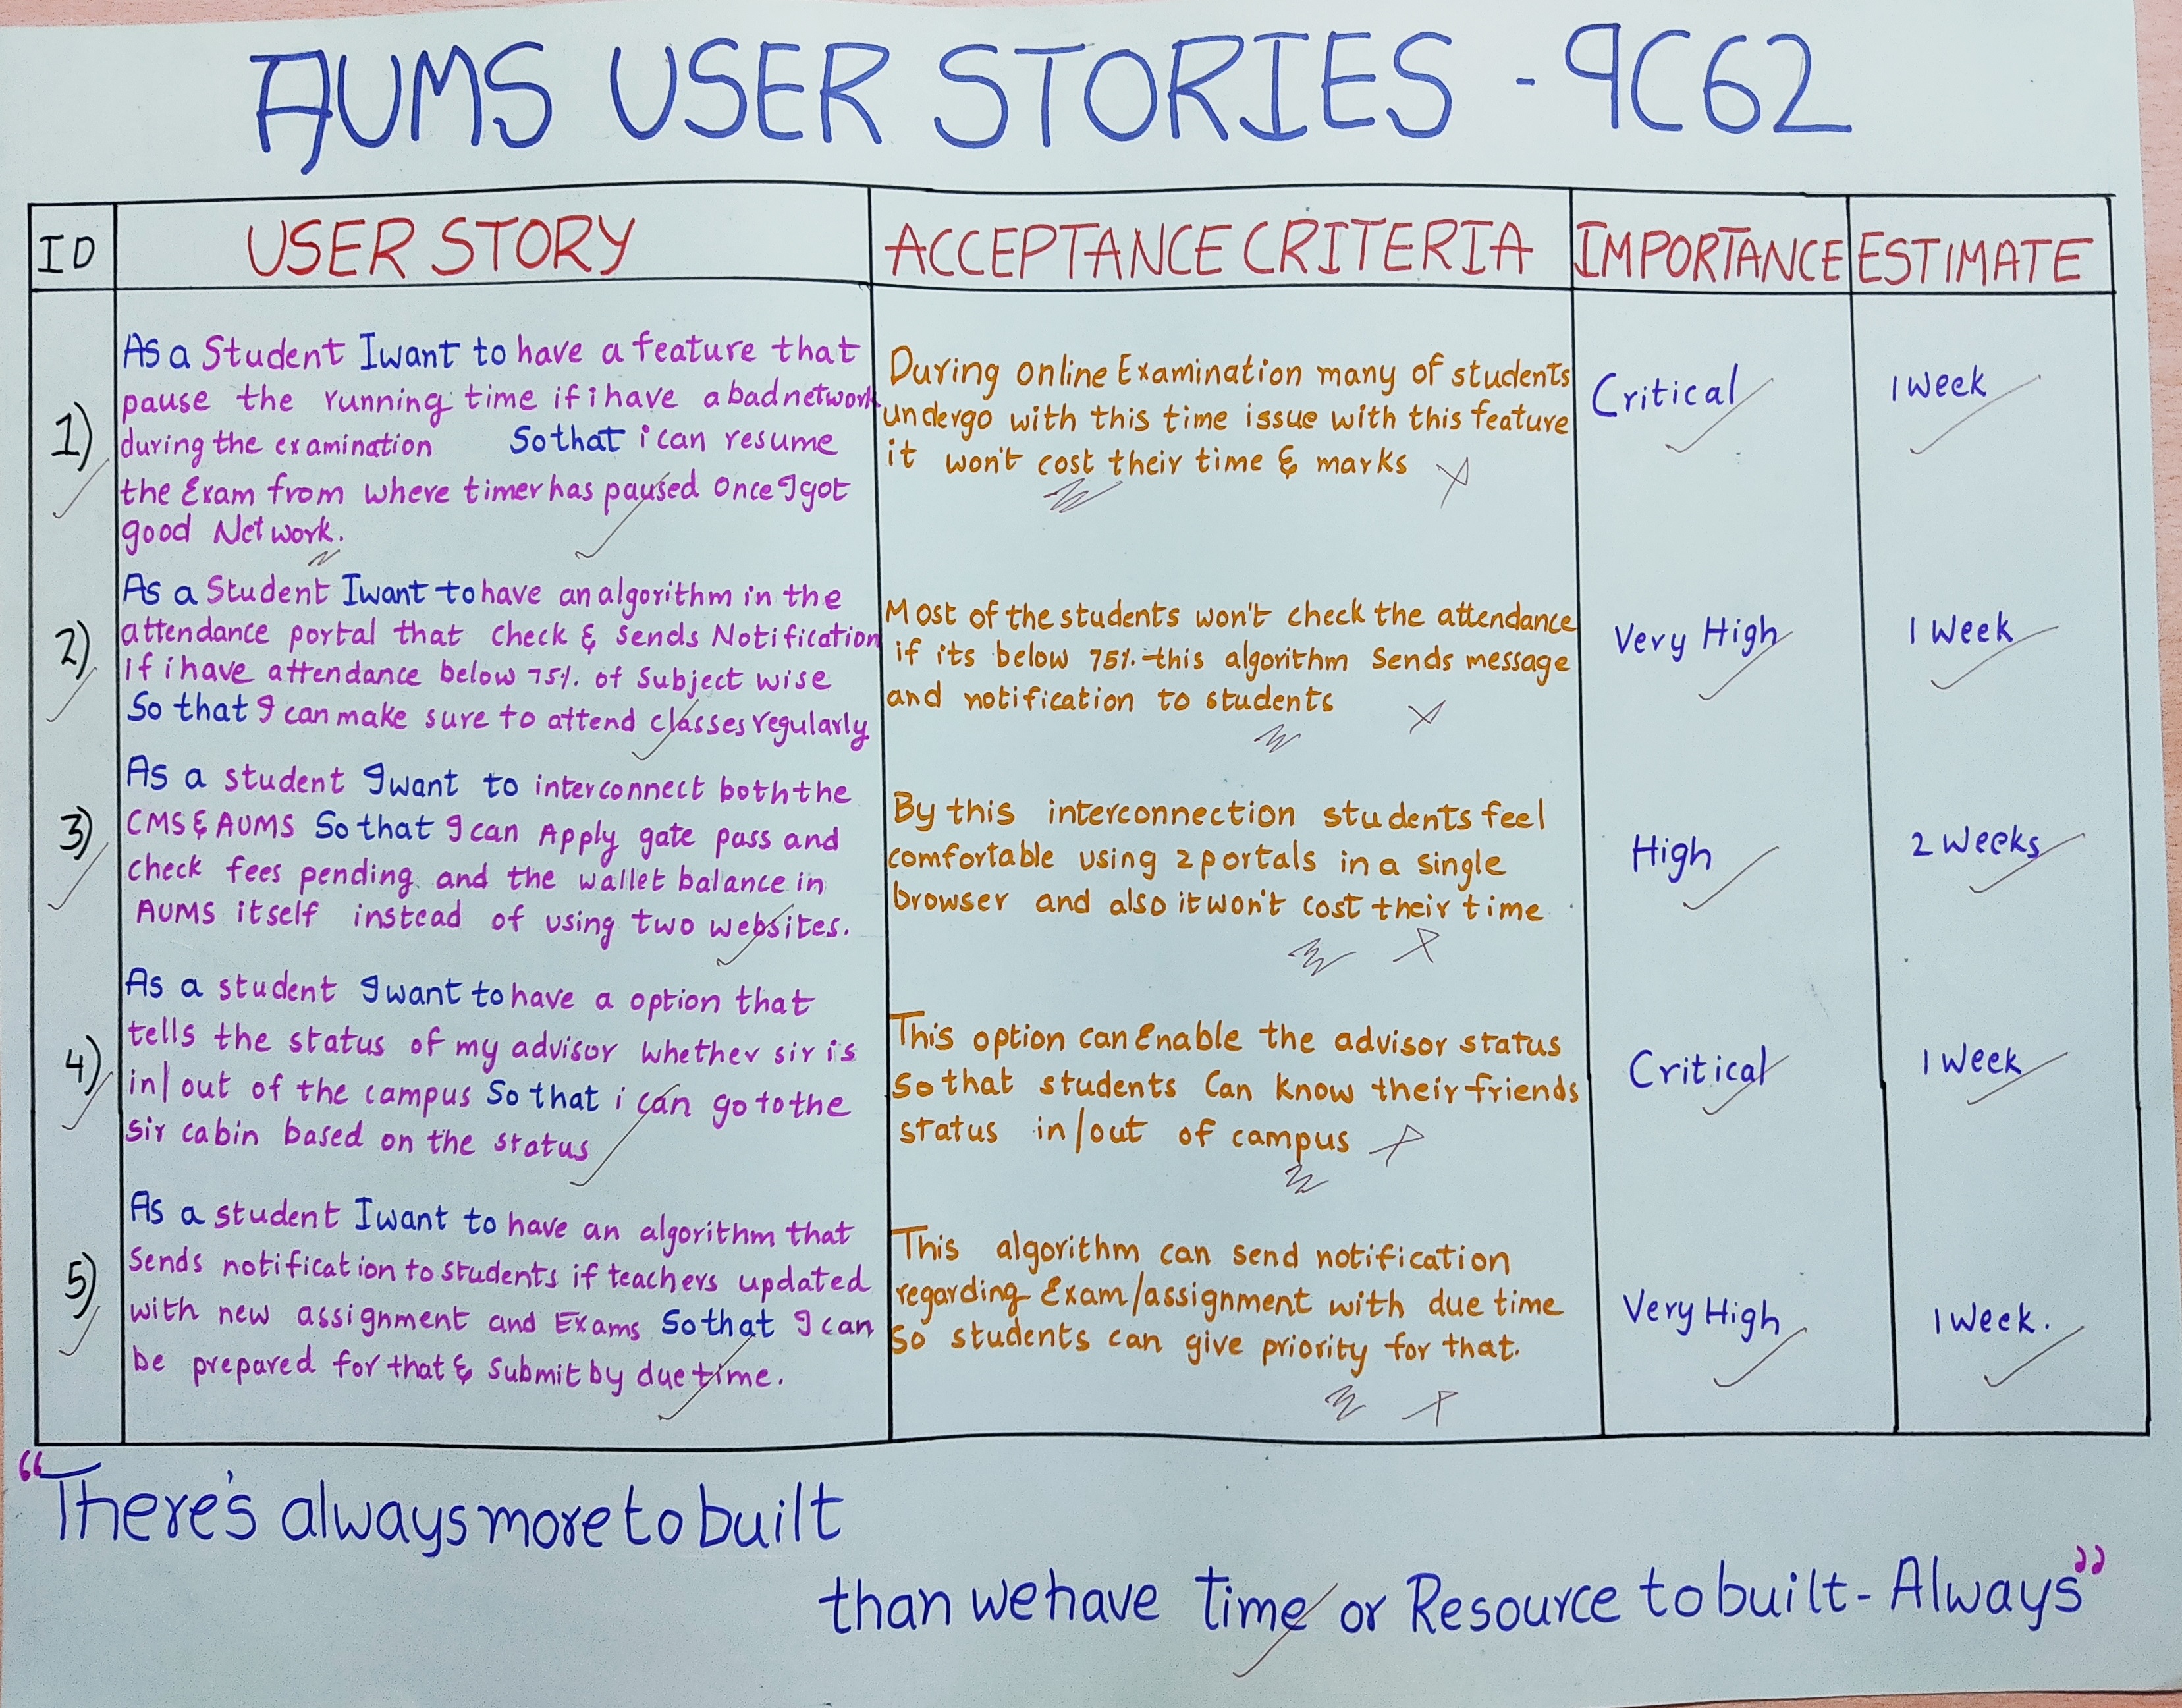 AUMS USER STORIES - 9C62
ID USER STORY ACCEPTANCE CRITERIA IMPORTANCE ESTIMATE
1)
As a Student I want to have a feature that
pause the running time if i have a bad network
during the examination So that i can resume
the Exam from where timer has paused Once I got
good Network.
During online Examination many of students
undergo with this time issue with this feature
it won't cost their time & marks
Critical
1 Week
2)
As a Student I want to have an algorithm in the
attendance portal that check & sends Notification
If i have attendance below 75%. of Subject wise
So that I can make sure to attend classes regularly
Most of the students won't check the attendance
if its below 75%. this algorithm Sends message
and notification to students
Very High
1 Week
3)
As a student I want to interconnect both the
CMS & AUMS So that I can Apply gate pass and
check fees pending and the wallet balance in
AUMS itself instead of using two websites.
By this interconnection students feel
comfortable using 2 portals in a single
browser and also it won't cost their time
High
2 Weeks
4)
As a student I want to have a option that
tells the status of my advisor whether sir is
in/out of the campus So that i can go to the
Sir cabin based on the status
This option can Enable the advisor status
So that students Can know their friends
status in/out of campus
Critical
1 Week
5)
As a student I want to have an algorithm that
Sends notification to students if teachers updated
with new assignment and Exams So that I can
be prepared for that & Submit by due time.
This algorithm can send notification
regarding Exam/assignment with due time
So students can give priority for that.
Very High
1 Week.
"There's always more to built
than we have time or Resource to built - Always"